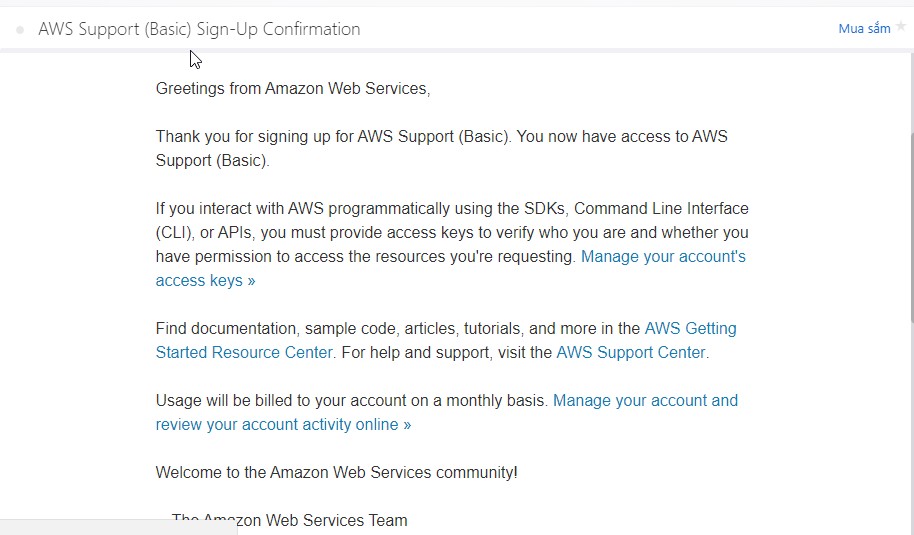 AWS Support (Basic) Sign-Up Confirmation
Mua sắm
Greetings from Amazon Web Services,
Thank you for signing up for AWS Support (Basic). You now have access to AWS
Support (Basic).
If you interact with AWS programmatically using the SDKs, Command Line Interface
(CLI), or APIs, you must provide access keys to verify who you are and whether you
have permission to access the resources you're requesting. Manage your account's
access keys »
Find documentation, sample code, articles, tutorials, and more in the AWS Getting
Started Resource Center. For help and support, visit the AWS Support Center.
Usage will be billed to your account on a monthly basis. Manage your account and
review your account activity online »
Welcome to the Amazon Web Services community!
The Amazon Web Services Team